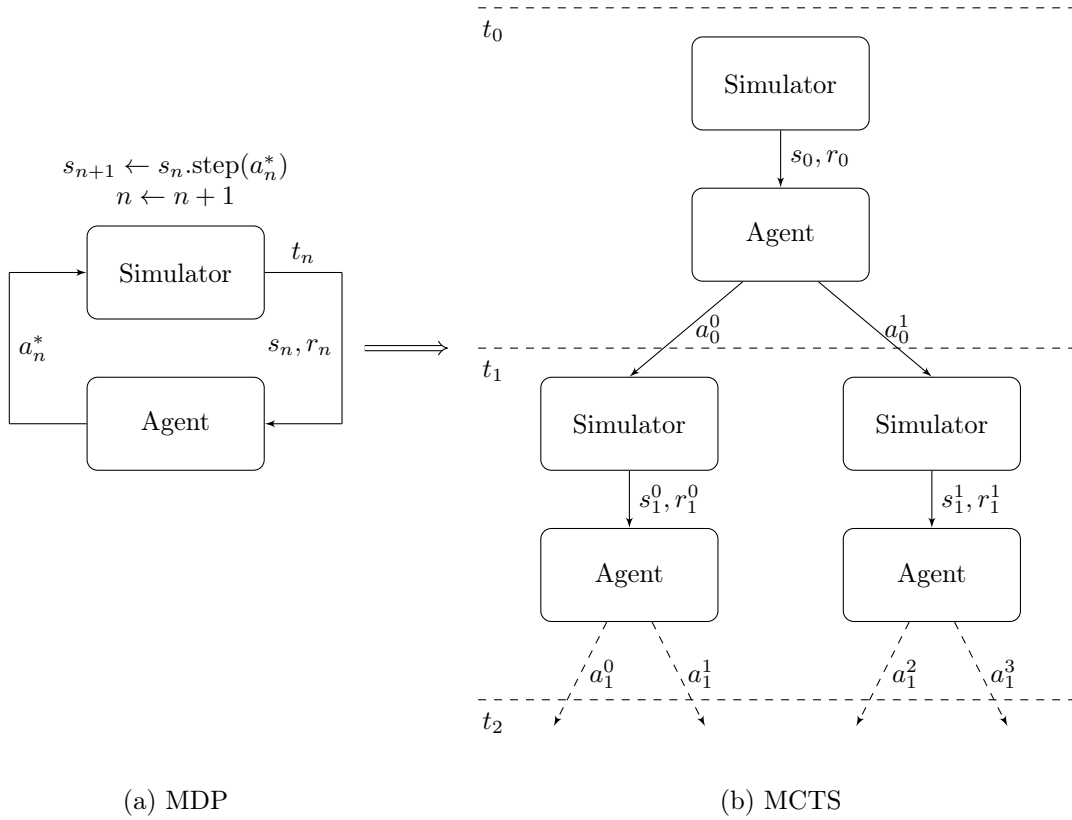 s_{n+1} ← s_n.step(a_n^*)
n ← n + 1
Simulator
t_n
a_n^*
s_n, r_n
Agent
(a) MDP
t_0
Simulator
s_0, r_0
Agent
a_0^0
a_0^1
t_1
Simulator
Simulator
s_1^0, r_1^0
s_1^1, r_1^1
Agent
Agent
a_1^0
a_1^1
a_1^2
a_1^3
t_2
(b) MCTS